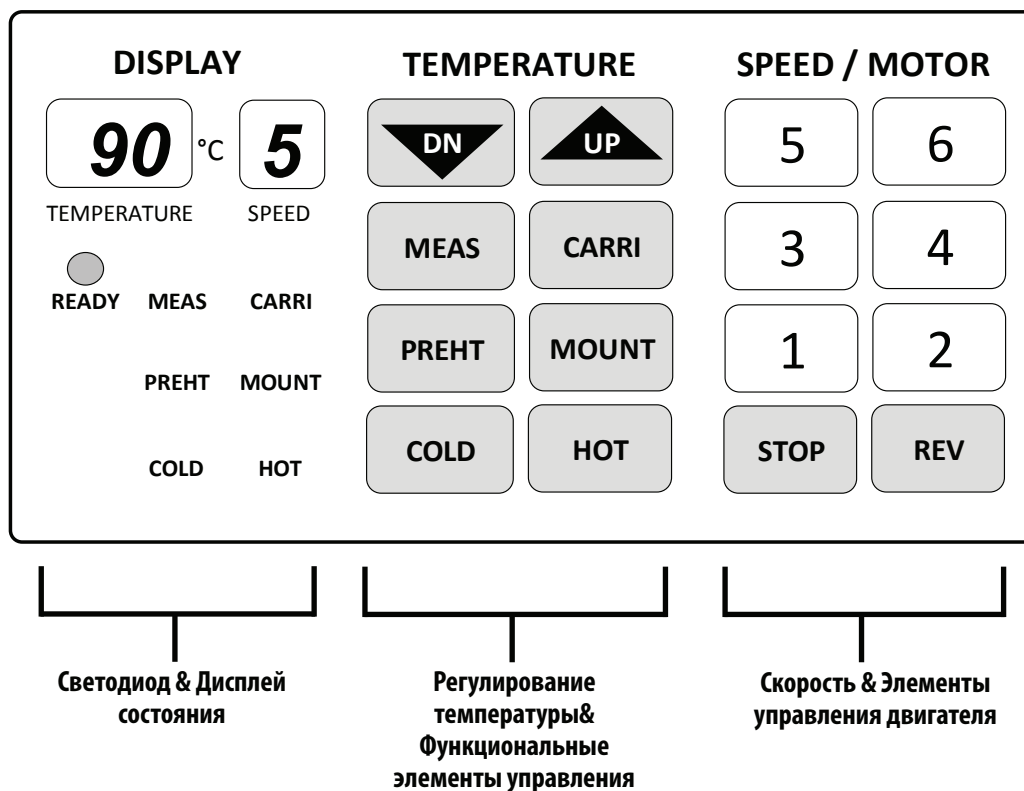 DISPLAY
90 °C 5
TEMPERATURE SPEED
READY MEAS CARRI
PREHT MOUNT
COLD HOT
TEMPERATURE
DN UP
MEAS CARRI
PREHT MOUNT
COLD HOT
SPEED / MOTOR
5 6
3 4
1 2
STOP REV
Светодиод & Дисплей
состояния
Регулирование
температуры&
Функциональные
элементы управления
Скорость & Элементы
управления двигателя